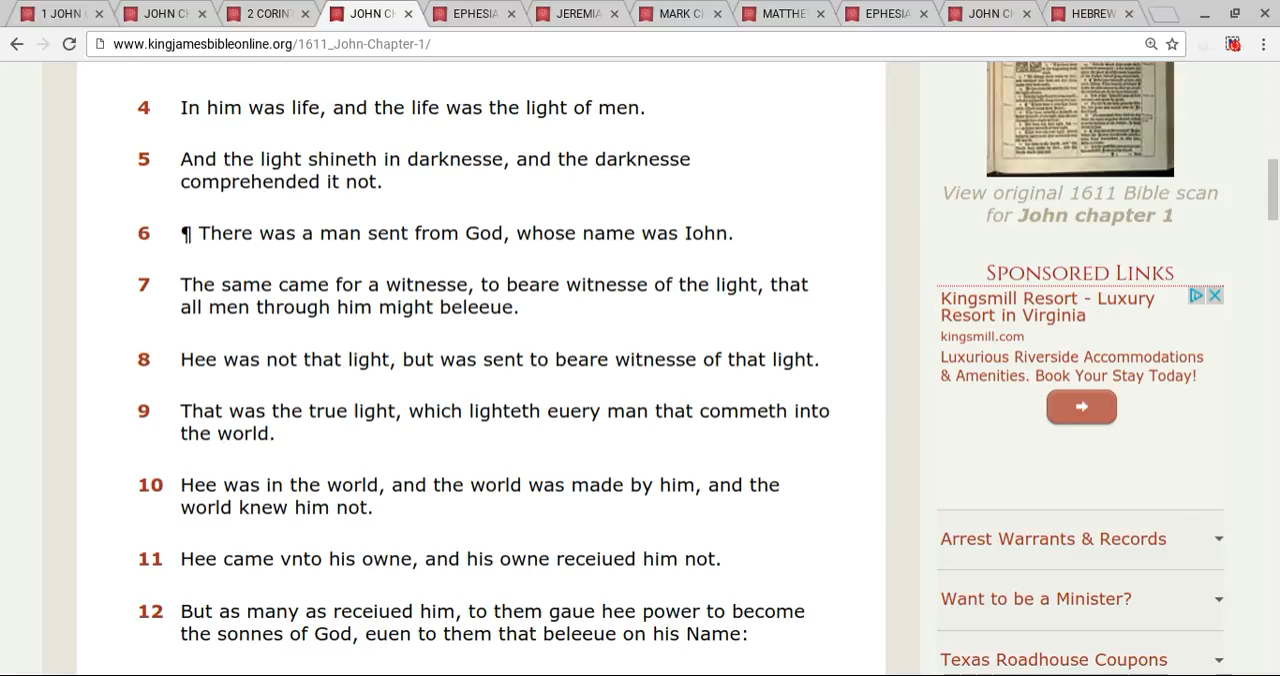 1 JOHN
JOHN CH
2 CORIN
JOHN CH
EPHESIA
JEREMIA
MARK C
MATTHE
EPHESIA
JOHN CH
HEBREW
www.kingjamesbibleonline.org/1611_John-Chapter-1/
4 In him was life, and the life was the light of men.
5 And the light shineth in darknesse, and the darknesse
comprehended it not.
6 ¶ There was a man sent from God, whose name was Iohn.
7 The same came for a witnesse, to beare witnesse of the light, that
all men through him might beleeue.
8 Hee was not that light, but was sent to beare witnesse of that light.
9 That was the true light, which lighteth euery man that commeth into
the world.
10 Hee was in the world, and the world was made by him, and the
world knew him not.
11 Hee came vnto his owne, and his owne receiued him not.
12 But as many as receiued him, to them gaue hee power to become
the sonnes of God, euen to them that beleeue on his Name:
View original 1611 Bible scan
for John chapter 1
SPONSORED LINKS
Kingsmill Resort - Luxury
Resort in Virginia
kingsmill.com
Luxurious Riverside Accommodations
& Amenities. Book Your Stay Today!
Arrest Warrants & Records
Want to be a Minister?
Texas Roadhouse Coupons